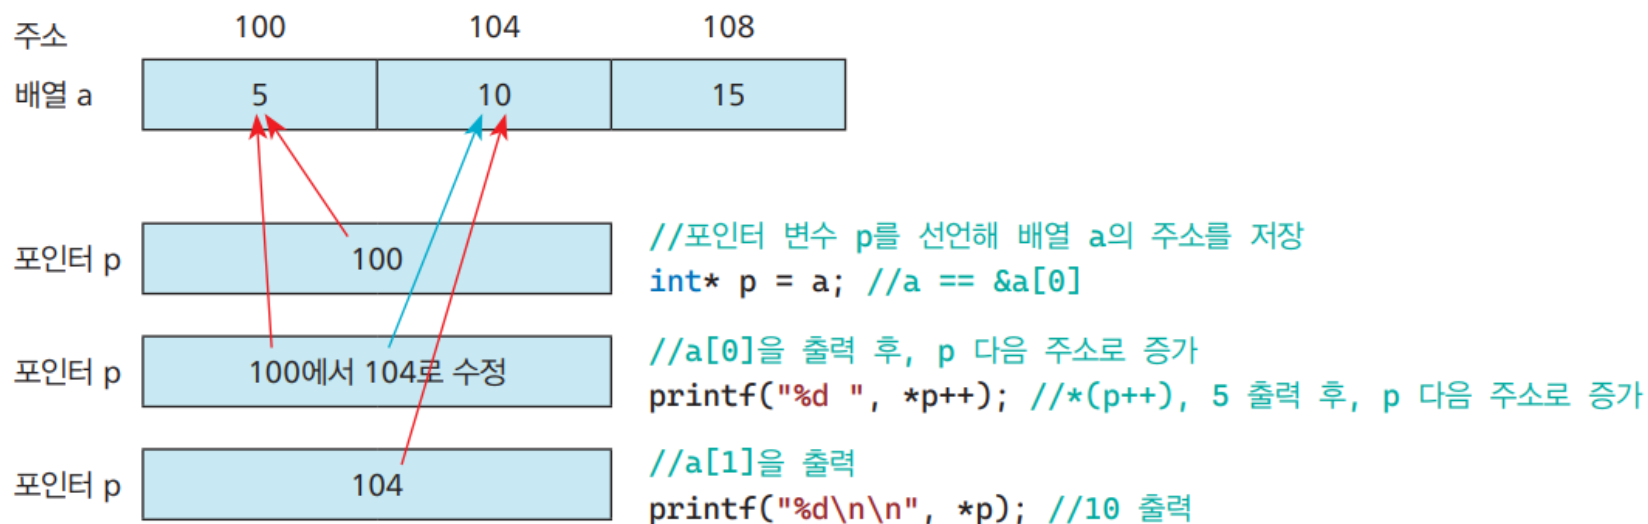 주소 100 104 108
배열 a 5 10 15
//포인터 변수 p를 선언해 배열 a의 주소를 저장
포인터 p 100
int* p = a; //a == &a[0]
//a[0]을 출력 후, p 다음 주소로 증가
포인터 p 100에서 104로 수정
printf("%d ", *p++); //*(p++), 5 출력 후, p 다음 주소로 증가
//a[1]을 출력
포인터 p 104
printf("%d\n\n", *p); //10 출력